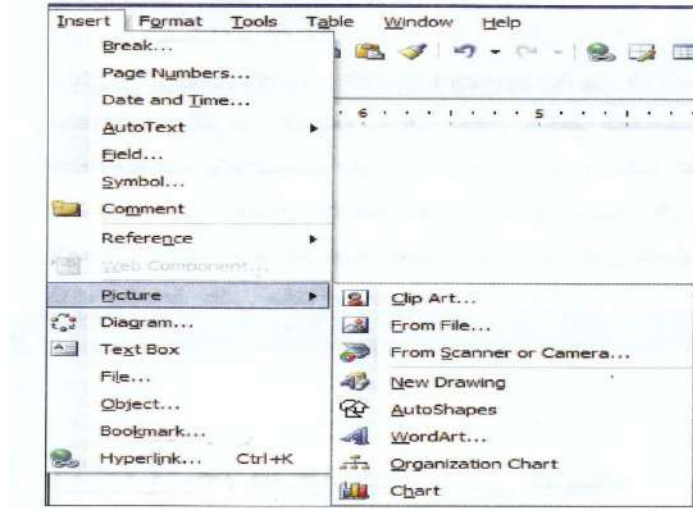 Insert Format Tools Table Window Help
Break...
Page Numbers...
Date and Time...
6 5
AutoText
Field...
Symbol...
Comment
Reference
Web Component...
Picture
Clip Art...
Diagram...
From File...
Text Box
From Scanner or Camera...
File...
New Drawing
Object...
AutoShapes
Bookmark...
WordArt...
Hyperlink... Ctrl+K
Organization Chart
Chart